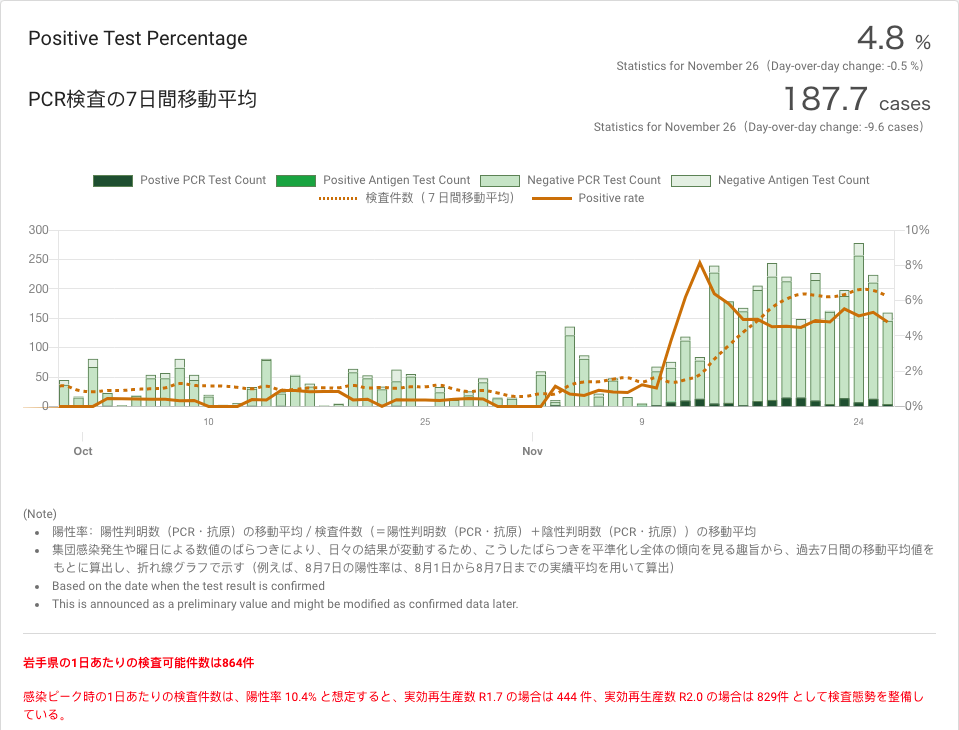 Positive Test Percentage
4.8 %
Statistics for November 26（Day-over-day change: -0.5 %）
PCR検査の7日間移動平均
187.7 cases
Statistics for November 26（Day-over-day change: -9.6 cases）
Postive PCR Test Count
Positive Antigen Test Count
Negative PCR Test Count
Negative Antigen Test Count
検査件数（７日間移動平均）
Positive rate
300
250
200
150
100
50
0
10%
8%
6%
4%
2%
0%
10
25
9
24
Oct
Nov
(Note)
陽性率：陽性判明数（PCR・抗原）の移動平均 / 検査件数（＝陽性判明数（PCR・抗原）＋陰性判明数（PCR・抗原））の移動平均
集団感染発生や曜日による数値のばらつきにより、日々の結果が変動するため、こうしたばらつきを平準化し全体の傾向を見る趣旨から、過去7日間の移動平均値を
もとに算出し、折れ線グラフで示す（例えば、8月7日の陽性率は、8月1日から8月7日までの実績平均を用いて算出）
Based on the date when the test result is confirmed
This is announced as a preliminary value and might be modified as confirmed data later.
岩手県の1日あたりの検査可能件数は864件
感染ピーク時の1日あたりの検査件数は、陽性率 10.4% と想定すると、実効再生産数 R1.7 の場合は 444 件、実効再生産数 R2.0 の場合は 829件 として検査態勢を整備し
ている。